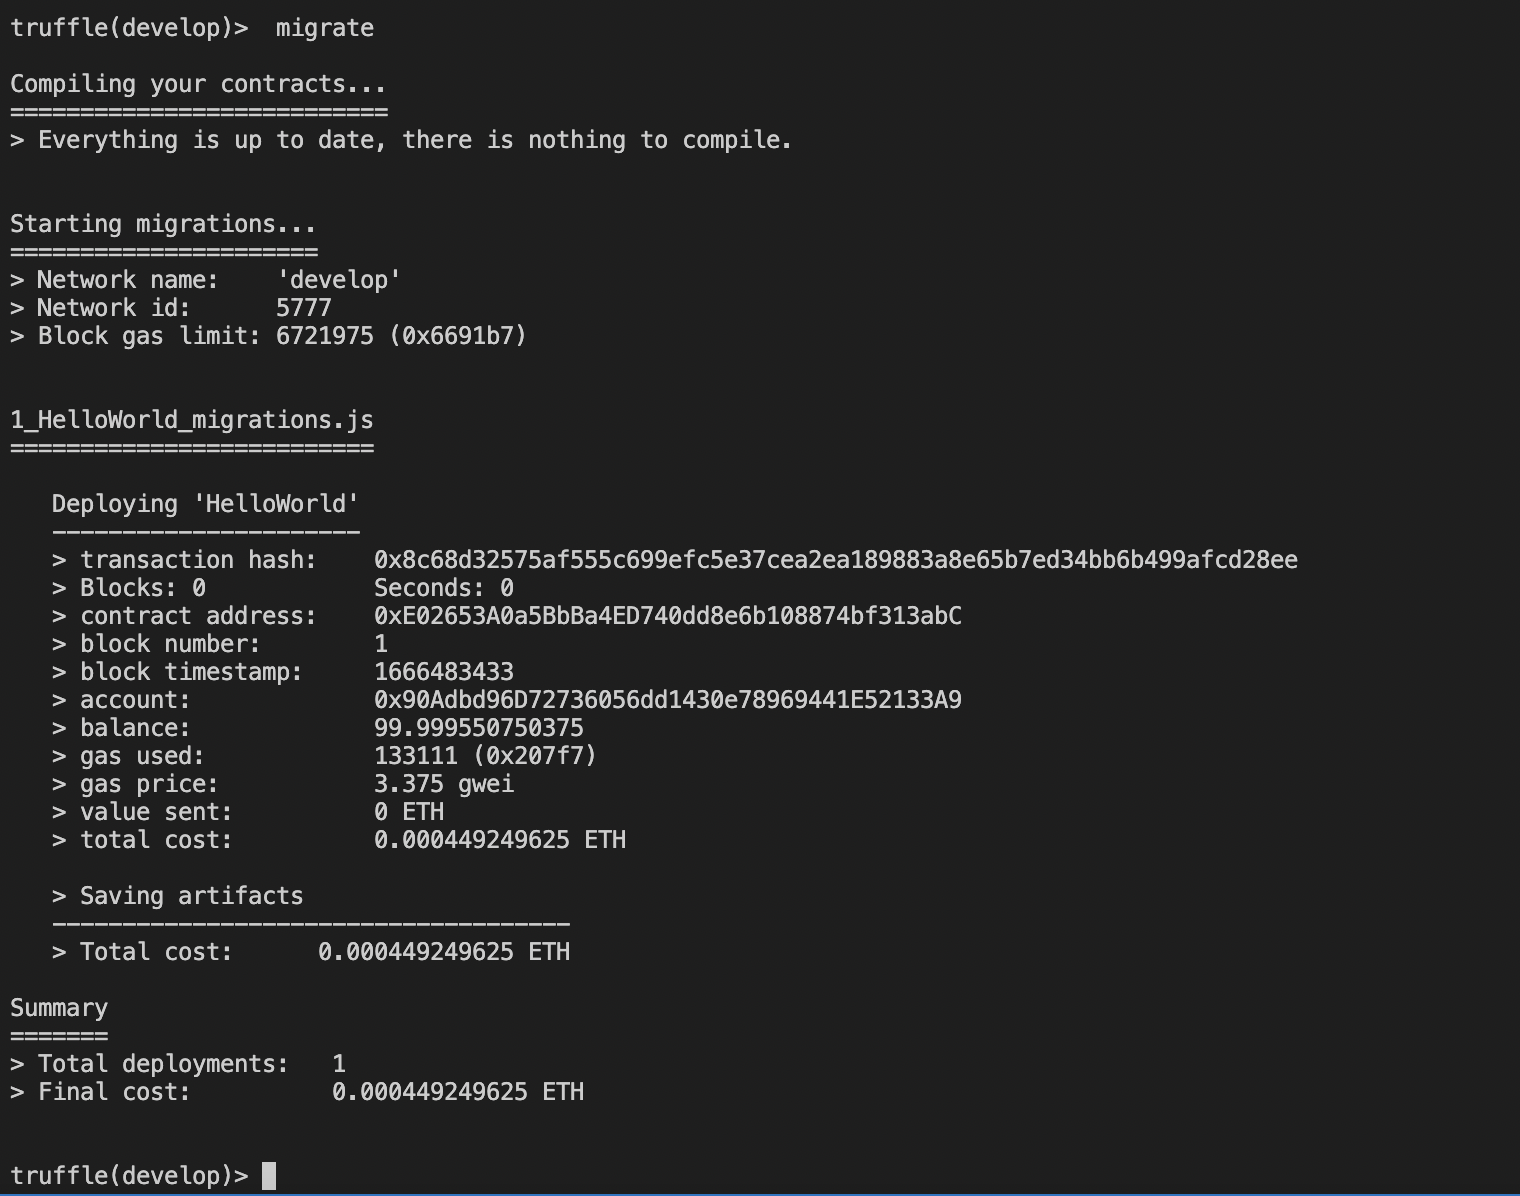 truffle(develop)>  migrate
Compiling your contracts...
===========================
> Everything is up to date, there is nothing to compile.
Starting migrations...
======================
> Network name:    'develop'
> Network id:      5777
> Block gas limit: 6721975 (0x6691b7)
1_HelloWorld_migrations.js
==========================
   Deploying 'HelloWorld'
   ----------------------
   > transaction hash:    0x8c68d32575af555c699efc5e37cea2ea189883a8e65b7ed34bb6b499afcd28ee
   > Blocks: 0            Seconds: 0
   > contract address:    0xE02653A0a5BbBa4ED740dd8e6b108874bf313abC
   > block number:        1
   > block timestamp:     1666483433
   > account:             0x90Adbd96D72736056dd1430e78969441E52133A9
   > balance:             99.999550750375
   > gas used:            133111 (0x207f7)
   > gas price:           3.375 gwei
   > value sent:          0 ETH
   > total cost:          0.000449249625 ETH
   > Saving artifacts
   -------------------------------------
   > Total cost:      0.000449249625 ETH
Summary
=======
> Total deployments:   1
> Final cost:          0.000449249625 ETH
truffle(develop)>